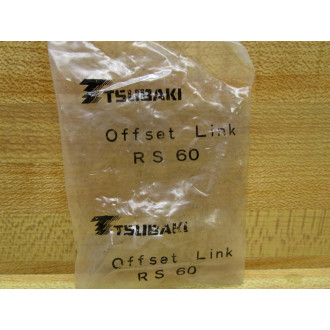 TSUBAKI
Offset Link
RS 60
TSUBAKI
Offset Link
RS 60